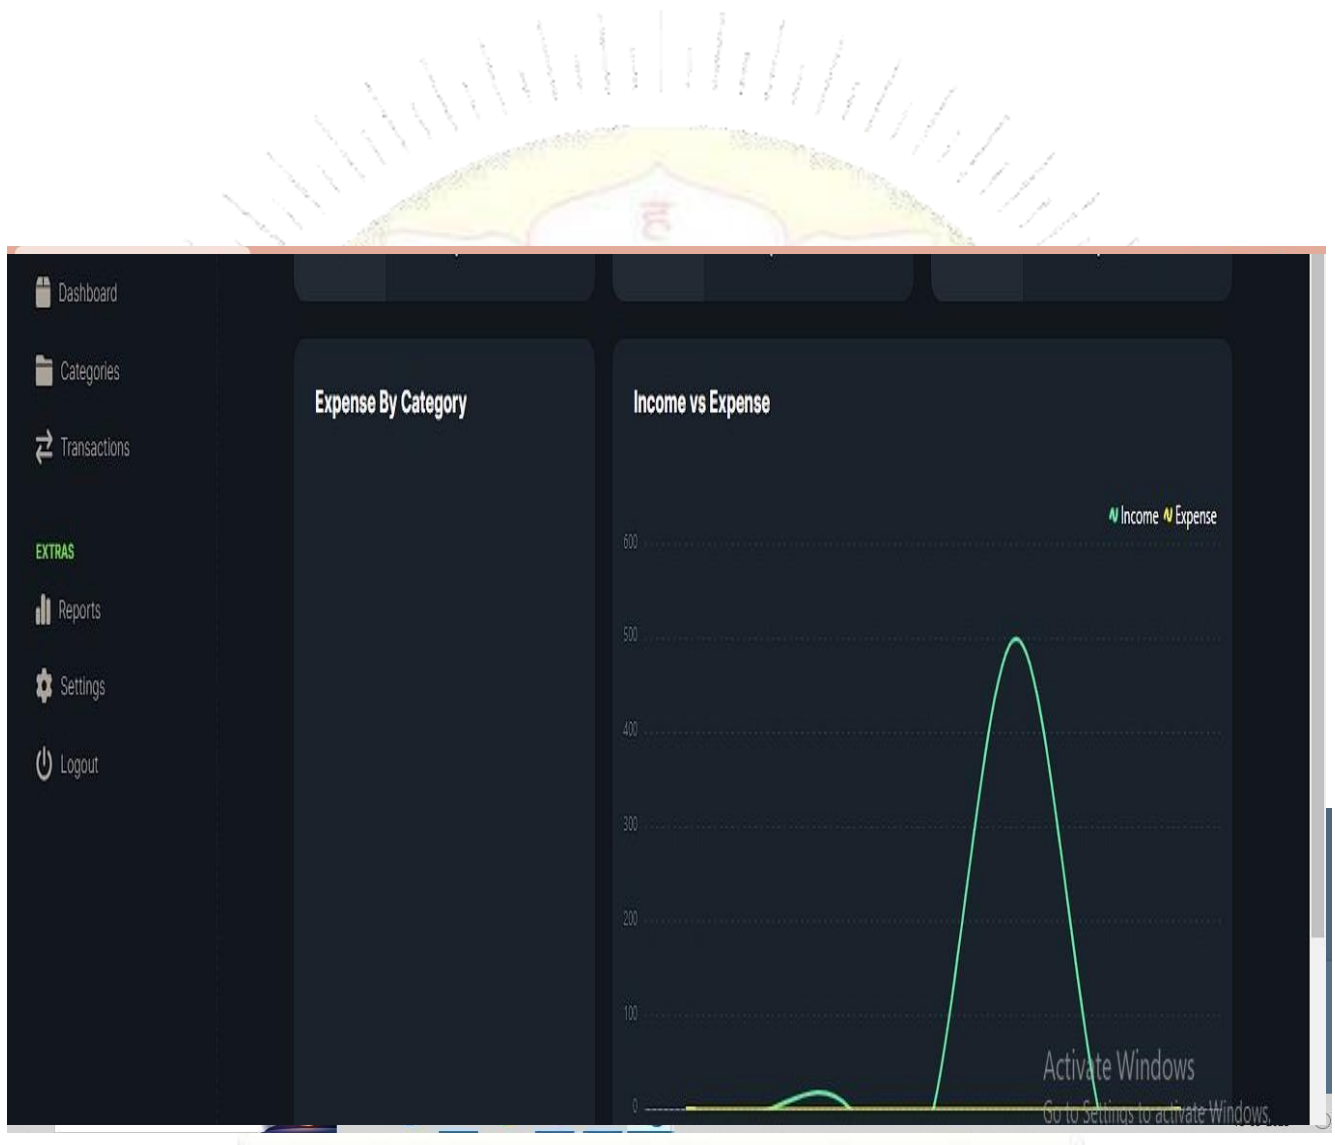 ह
Dashboard
Categories
Transactions
EXTRAS
Reports
Settings
Logout
Expense By Category
Income vs Expense
Income Expense
600
500
400
300
200
100
0
Activate Windows
Go to Settings to activate Windows.